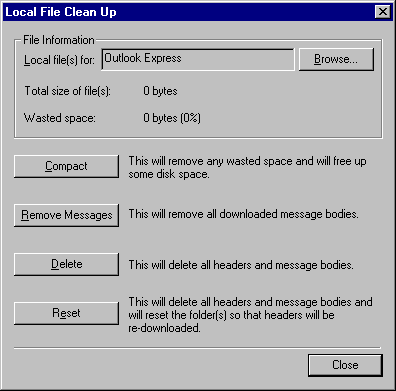 Local File Clean Up
File Information
Local file(s) for: Outlook Express Browse...
Total size of file(s): 0 bytes
Wasted space: 0 bytes (0%)
Compact
This will remove any wasted space and will free up
some disk space.
Remove Messages
This will remove all downloaded message bodies.
Delete
This will delete all headers and message bodies.
Reset
This will delete all headers and message bodies and
will reset the folder(s) so that headers will be
re-downloaded.
Close